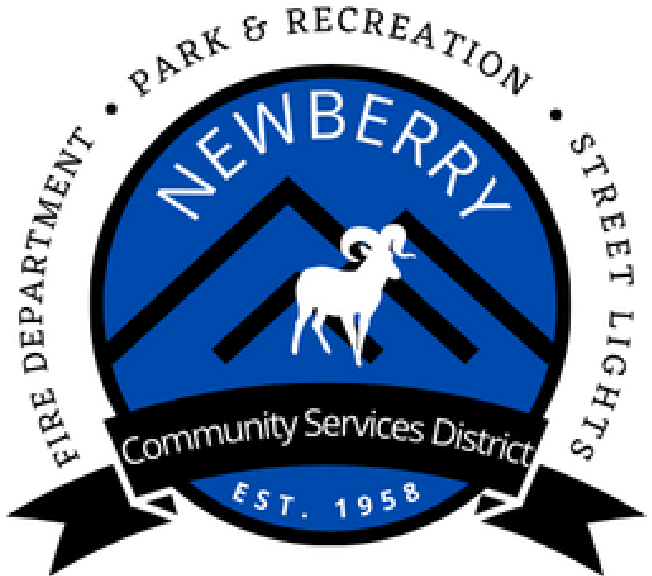 FIRE DEPARTMENT • PARK & RECREATION • STREET LIGHTS
NEWBERRY
Community Services District
EST. 1958